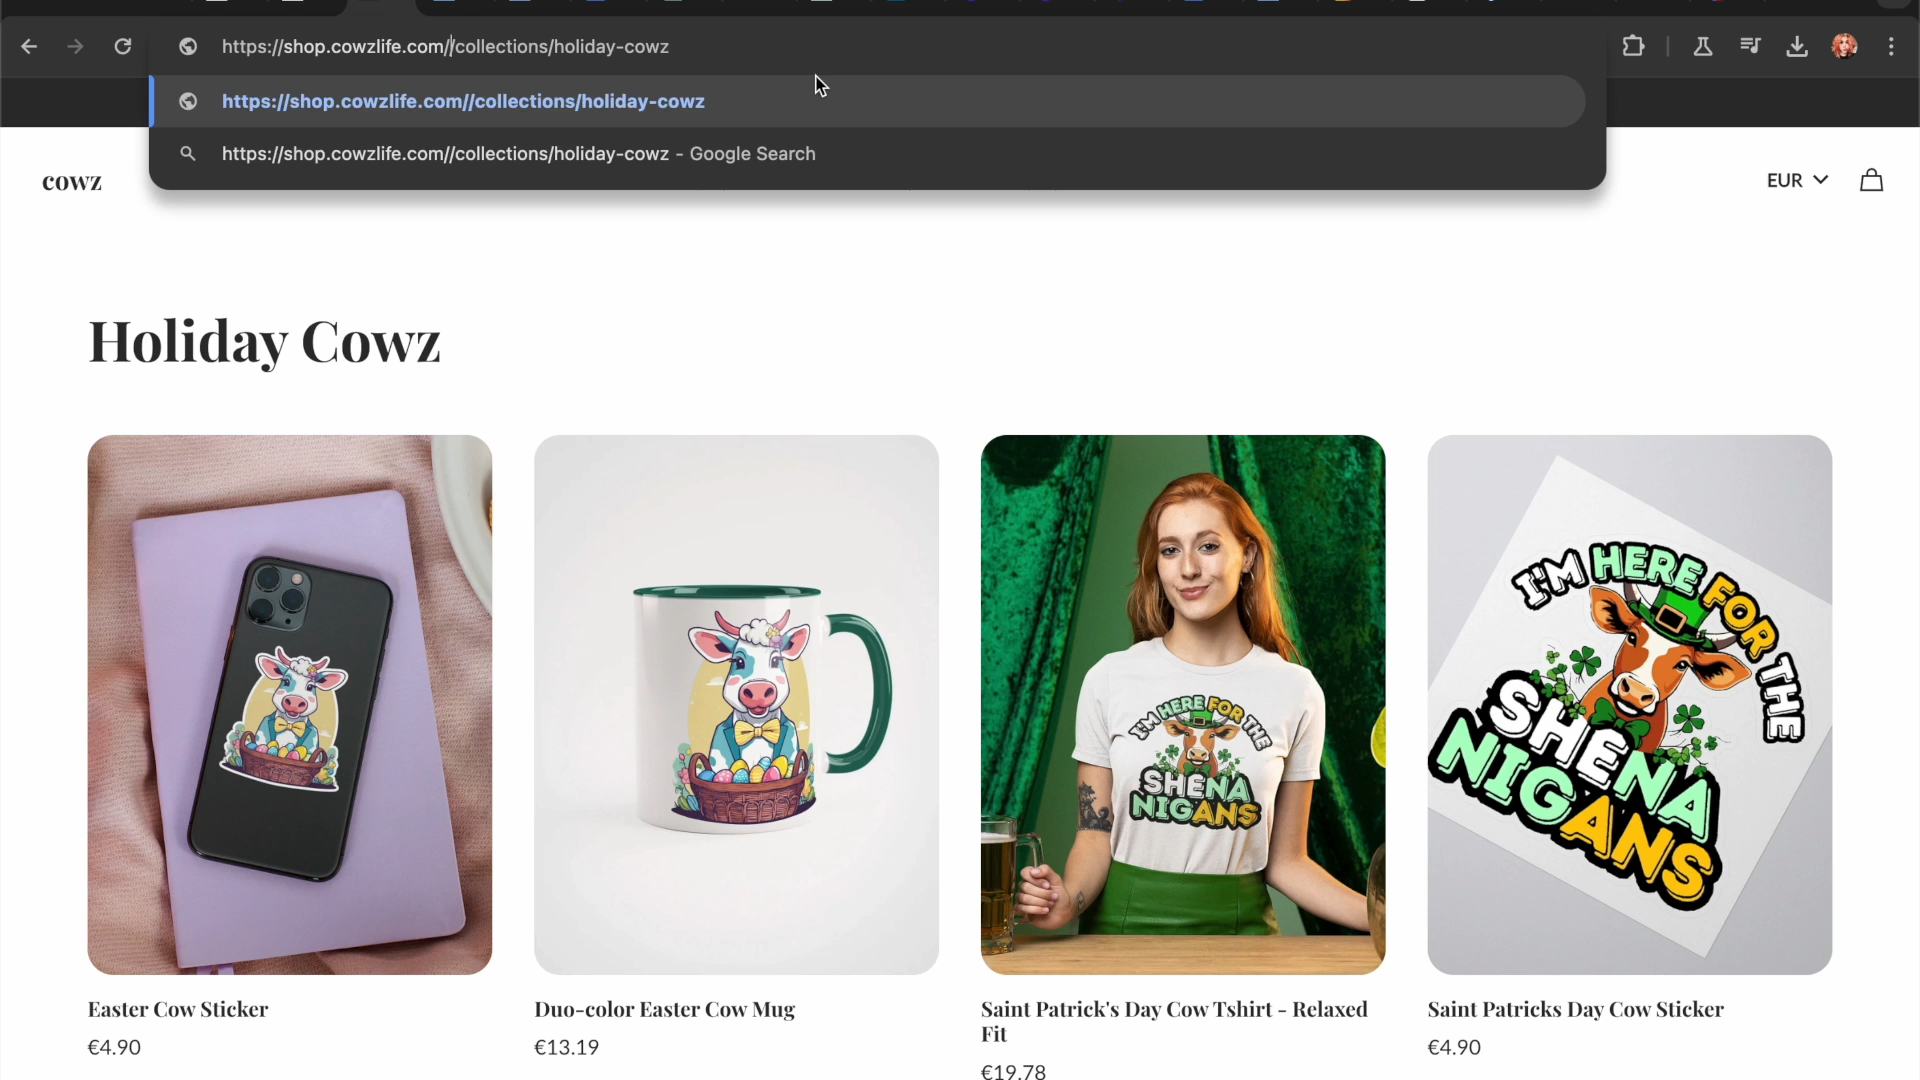 https://shop.cowzlife.com//collections/holiday-cowz
https://shop.cowzlife.com//collections/holiday-cowz
https://shop.cowzlife.com//collections/holiday-cowz - Google Search
cowz
EUR
Holiday Cowz
I'M HERE FOR THE
SHENA
NIGANS
I'M HERE FOR THE
SHENA
NIGANS
Easter Cow Sticker
€4.90
Duo-color Easter Cow Mug
€13.19
Saint Patrick's Day Cow Tshirt - Relaxed
Fit
€19.78
Saint Patricks Day Cow Sticker
€4.90